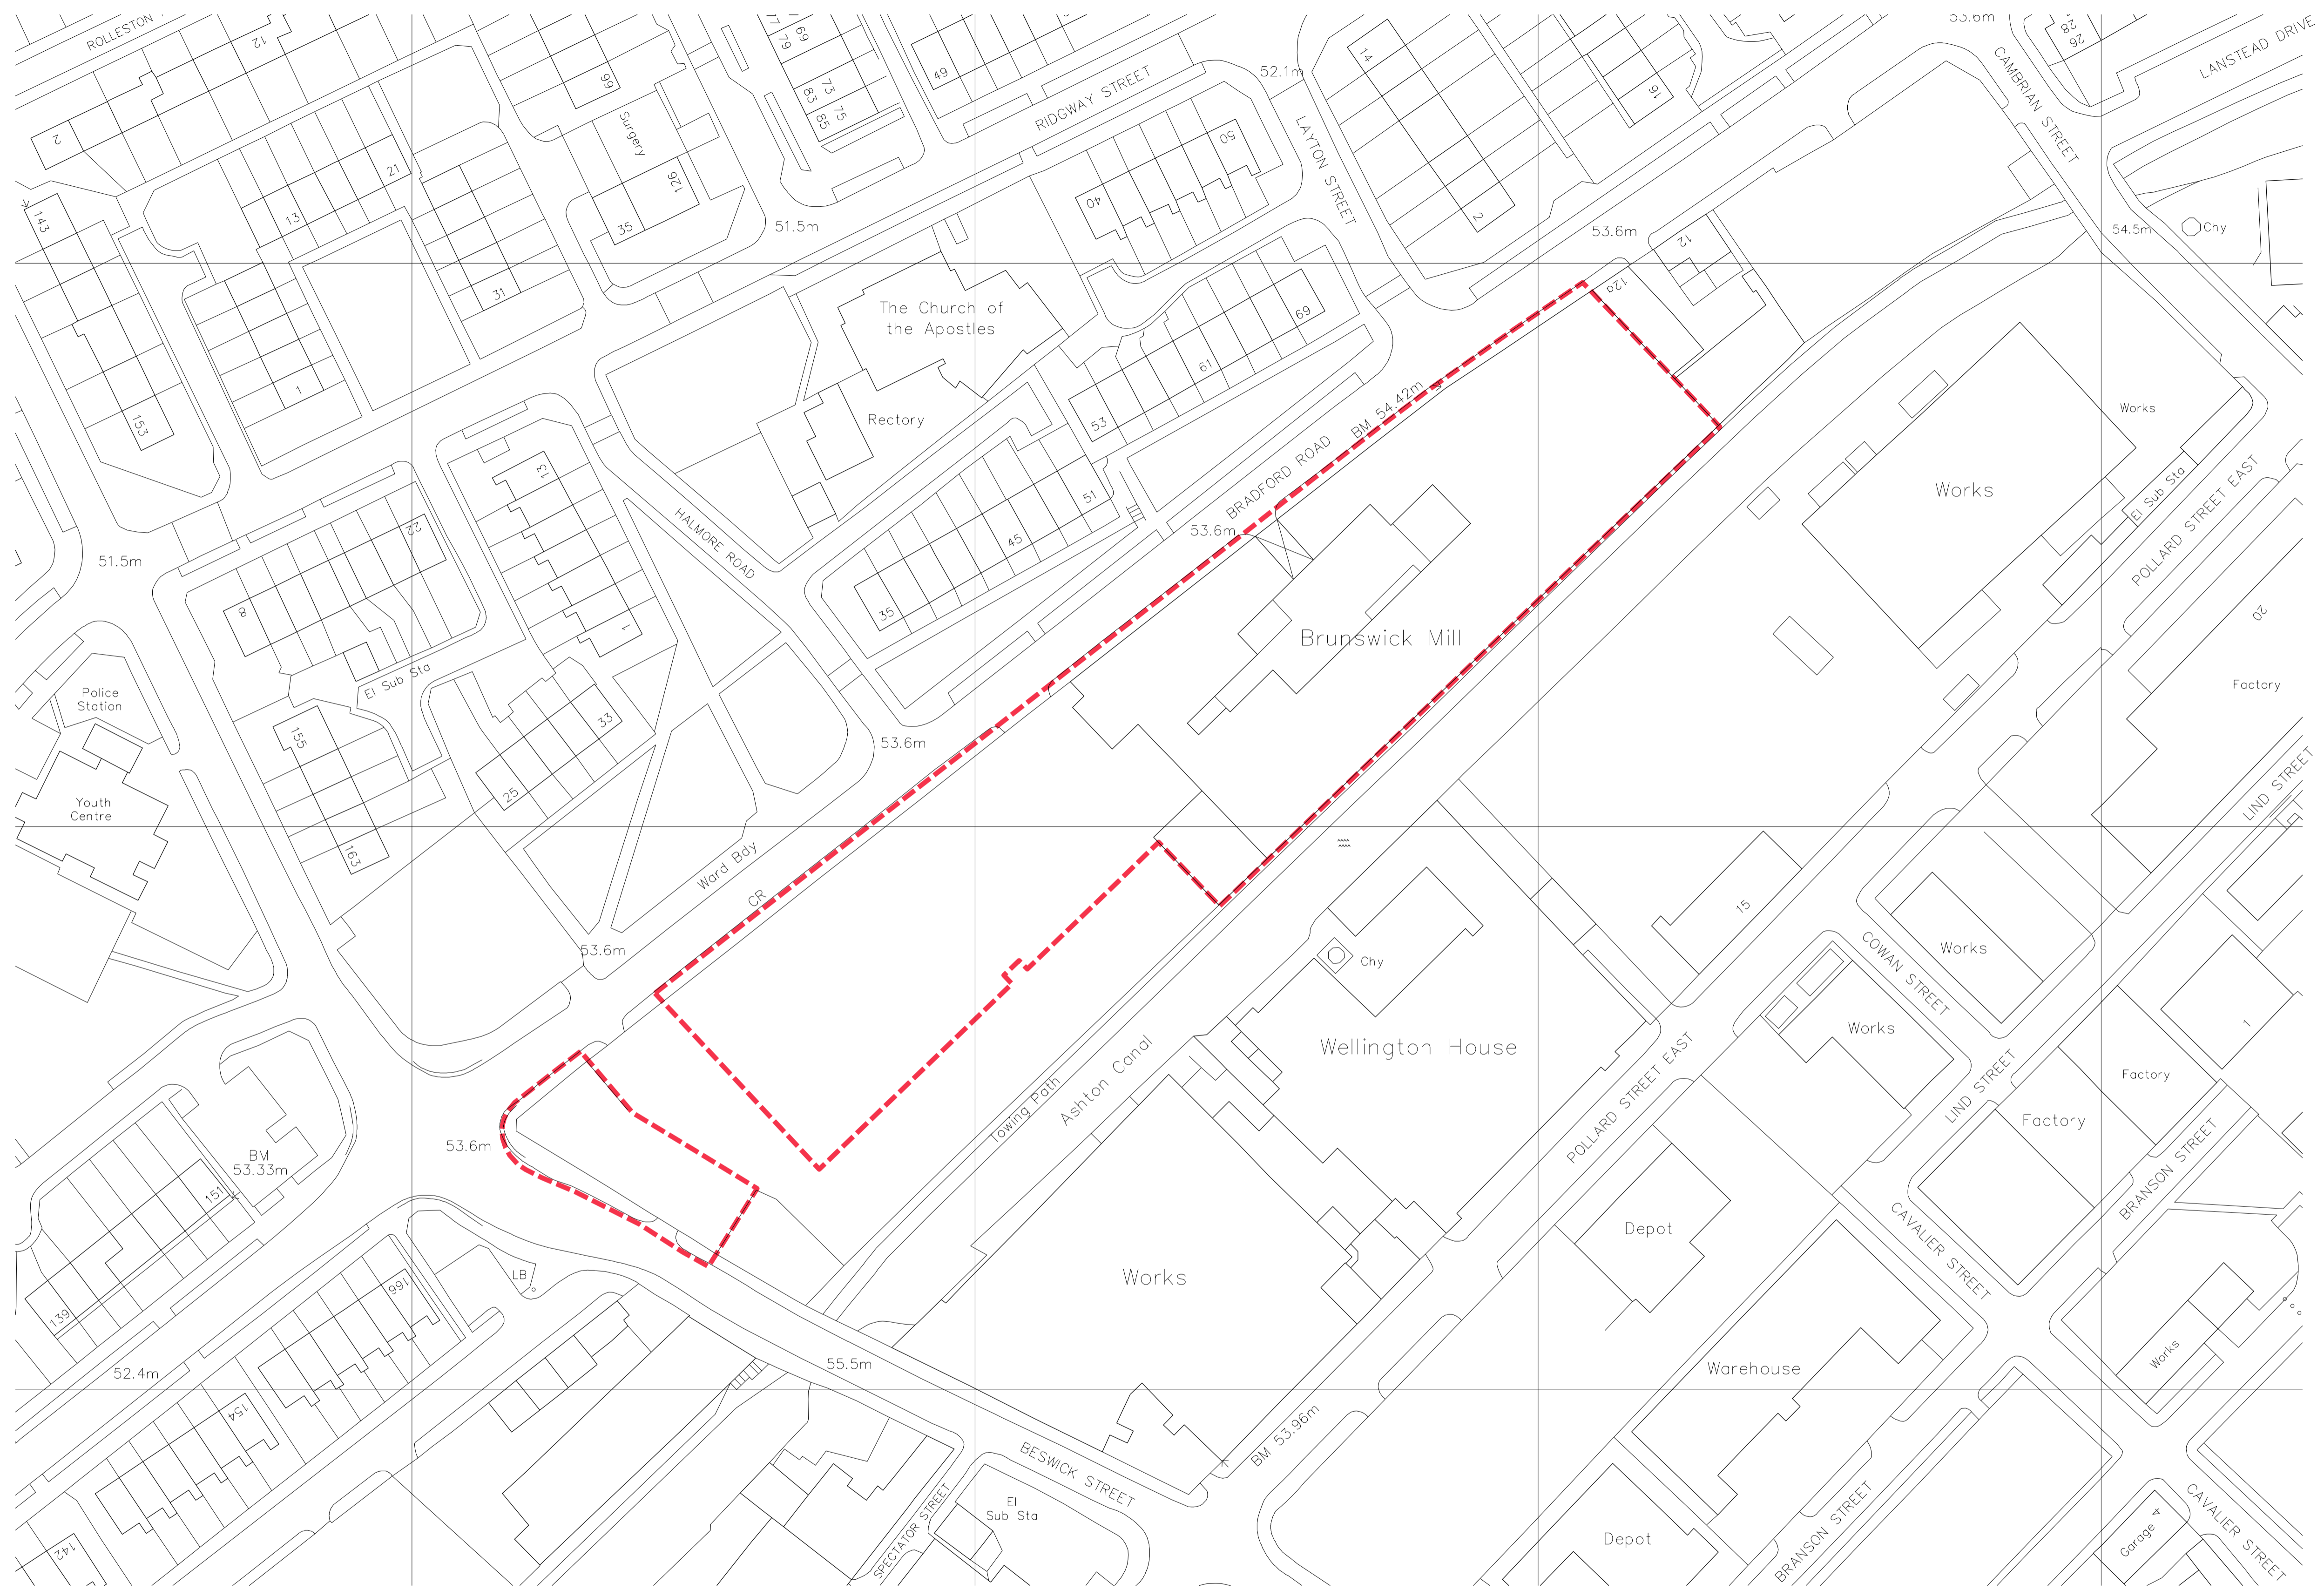 ROLLESTON
12
2
69
77
79
73
83
75
85
66
49
RIDGWAY STREET
52.1m
14
16
53.6m
CAMBRIAN STREET
28
26
LANSTEAD DRIVE
Surgery
126
35
21
13
31
1
143
153
51.5m
50
40
LAYTON STREET
2
53.6m
12
12a
54.5m
Chy
The Church of
the Apostles
Rectory
69
61
53
BM 54.42m
BRADFORD ROAD
53.6m
51
45
35
HALMORE ROAD
13
1
22
8
El Sub Sta
51.5m
Works
Works
El Sub Sta
POLLARD STREET EAST
20
Factory
LIND STREET
Brunswick Mill
Police
Station
Youth
Centre
155
163
33
25
53.6m
Ward Bdy
CR
53.6m
15
Chy
Works
COWAN STREET
Works
1
Wellington House
Ashton Canal
Towing Path
POLLARD STREET EAST
LIND STREET
Factory
Factory
BRANSON STREET
53.6m
BM
53.33m
151
139
166
LB
154
142
52.4m
Works
Depot
CAVALIER STREET
Works
Warehouse
55.5m
BESWICK STREET
BM 53.96m
El
Sub Sta
SPECTATOR STREET
Depot
BRANSON STREET
Garage
4
CAVALIER STREET